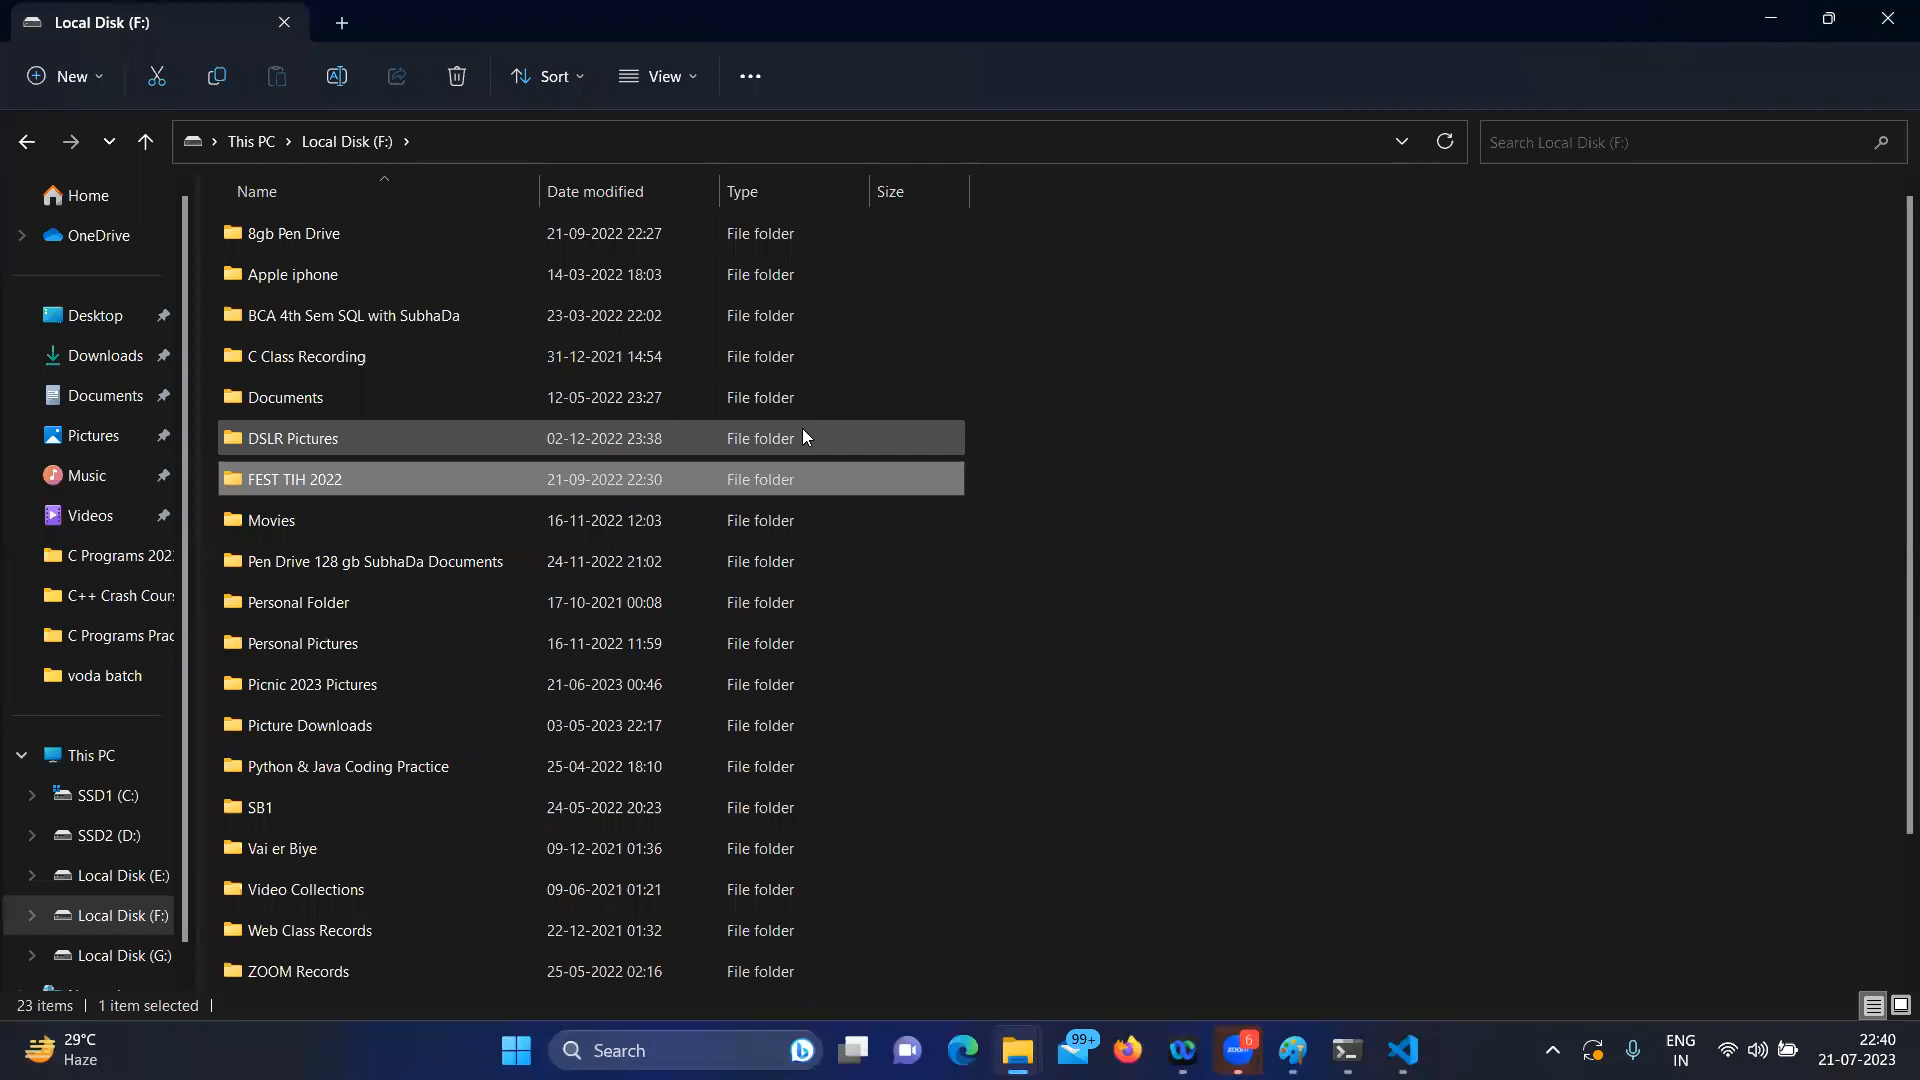 Local Disk (F:)
New
Sort
View
This PC
Local Disk (F:)
Search Local Disk (F:)
Name
Date modified
Type
Size
Home
OneDrive
Desktop
Downloads
Documents
Pictures
Music
Videos
C Programs 202
C++ Crash Cour
C Programs Prac
voda batch
This PC
SSD1 (C:)
SSD2 (D:)
Local Disk (E:)
Local Disk (F:)
Local Disk (G:)
8gb Pen Drive 21-09-2022 22:27 File folder
Apple iphone 14-03-2022 18:03 File folder
BCA 4th Sem SQL with SubhaDa 23-03-2022 22:02 File folder
C Class Recording 31-12-2021 14:54 File folder
Documents 12-05-2022 23:27 File folder
DSLR Pictures 02-12-2022 23:38 File folder
FEST TIH 2022 21-09-2022 22:30 File folder
Movies 16-11-2022 12:03 File folder
Pen Drive 128 gb SubhaDa Documents 24-11-2022 21:02 File folder
Personal Folder 17-10-2021 00:08 File folder
Personal Pictures 16-11-2022 11:59 File folder
Picnic 2023 Pictures 21-06-2023 00:46 File folder
Picture Downloads 03-05-2023 22:17 File folder
Python & Java Coding Practice 25-04-2022 18:10 File folder
SB1 24-05-2022 20:23 File folder
Vai er Biye 09-12-2021 01:36 File folder
Video Collections 09-06-2021 01:21 File folder
Web Class Records 22-12-2021 01:32 File folder
ZOOM Records 25-05-2022 02:16 File folder
23 items
1 item selected
29°C
Haze
Search
99+
zoom
6
ENG
IN
22:40
21-07-2023